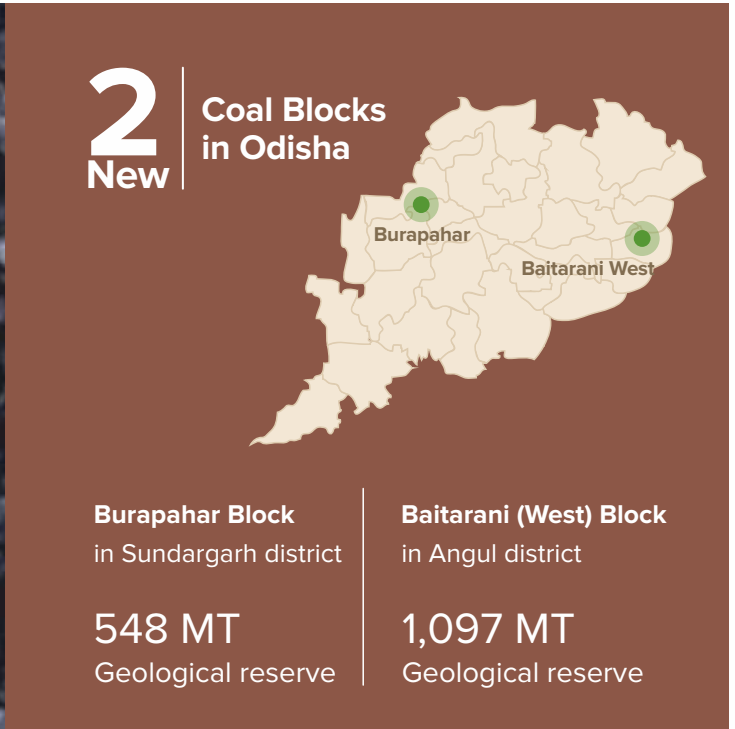 2
New
Coal Blocks
in Odisha
Burapahar
Baitarani West
Burapahar Block
in Sundargarh district
548 MT
Geological reserve
Baitarani (West) Block
in Angul district
1,097 MT
Geological reserve